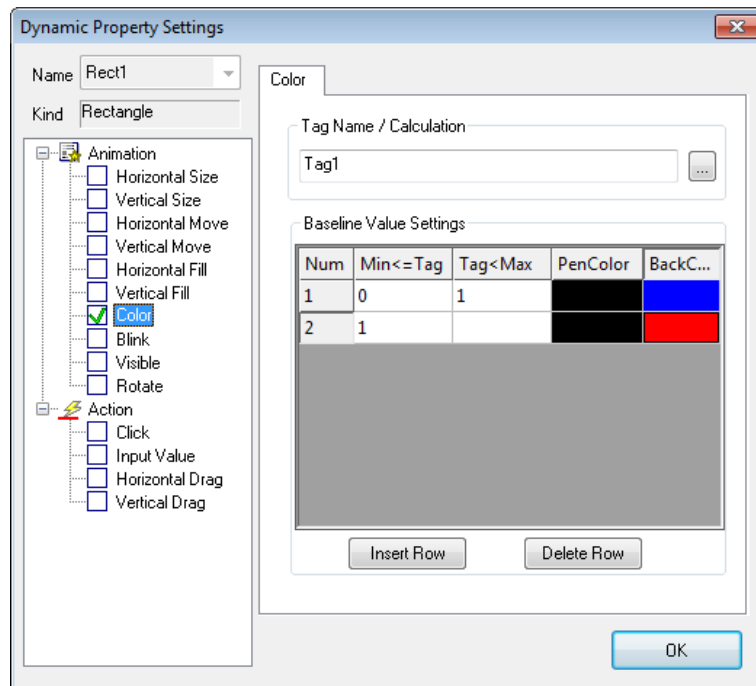 Dynamic Property Settings
Name Rect1
Kind Rectangle
Animation
Horizontal Size
Vertical Size
Horizontal Move
Vertical Move
Horizontal Fill
Vertical Fill
Color
Blink
Visible
Rotate
Action
Click
Input Value
Horizontal Drag
Vertical Drag
Color
Tag Name / Calculation
Tag1
...
Baseline Value Settings
Num Min<=Tag Tag<Max PenColor BackC...
1 0 1
2 1
Insert Row Delete Row
OK